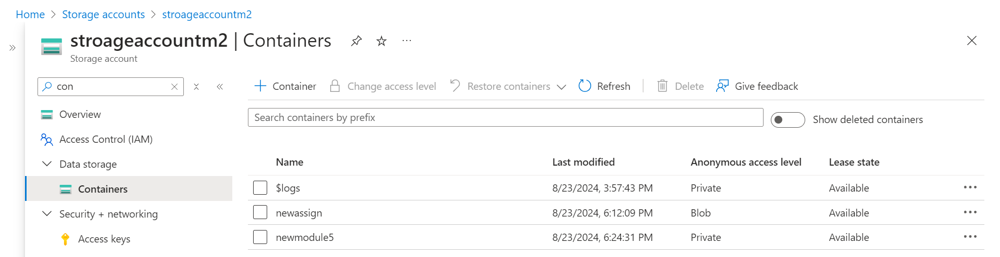 Home > Storage accounts > stroageaccountm2
stroageaccountm2 | Containers
Storage account
con
Overview
Access Control (IAM)
Data storage
Containers
Security + networking
Access keys
Container Change access level Restore containers Refresh Delete Give feedback
Search containers by prefix Show deleted containers
Name Last modified Anonymous access level Lease state
$logs 8/23/2024, 3:57:43 PM Private Available
newassign 8/23/2024, 6:12:09 PM Blob Available
newmodule5 8/23/2024, 6:24:31 PM Private Available